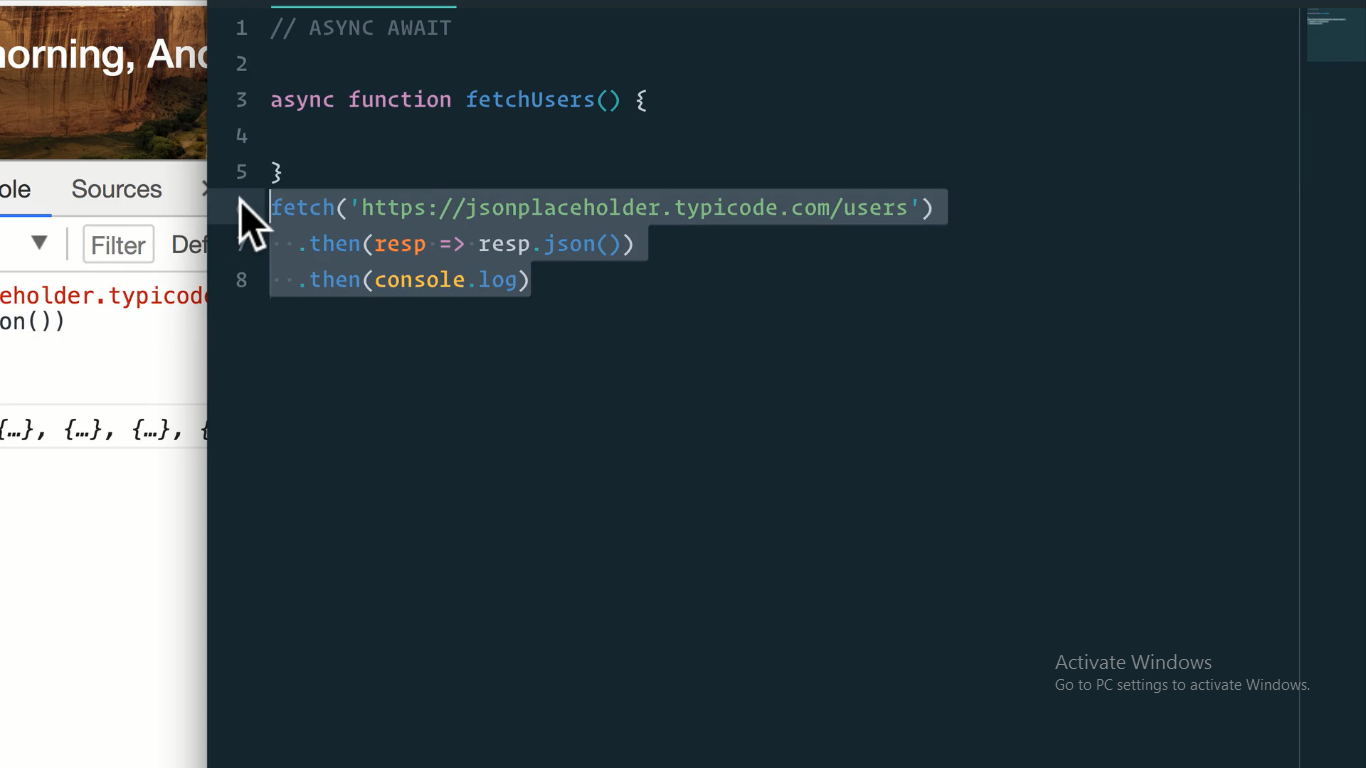 morning, And
ole
Sources
Filter
Def
eholder.typicode
on())
{…}, {…}, {…}, {
1 // ASYNC AWAIT
2
3 async function fetchUsers() {
4
5 }
fetch('https://jsonplaceholder.typicode.com/users')
7 .then(resp => resp.json())
8 .then(console.log)
Activate Windows
Go to PC settings to activate Windows.